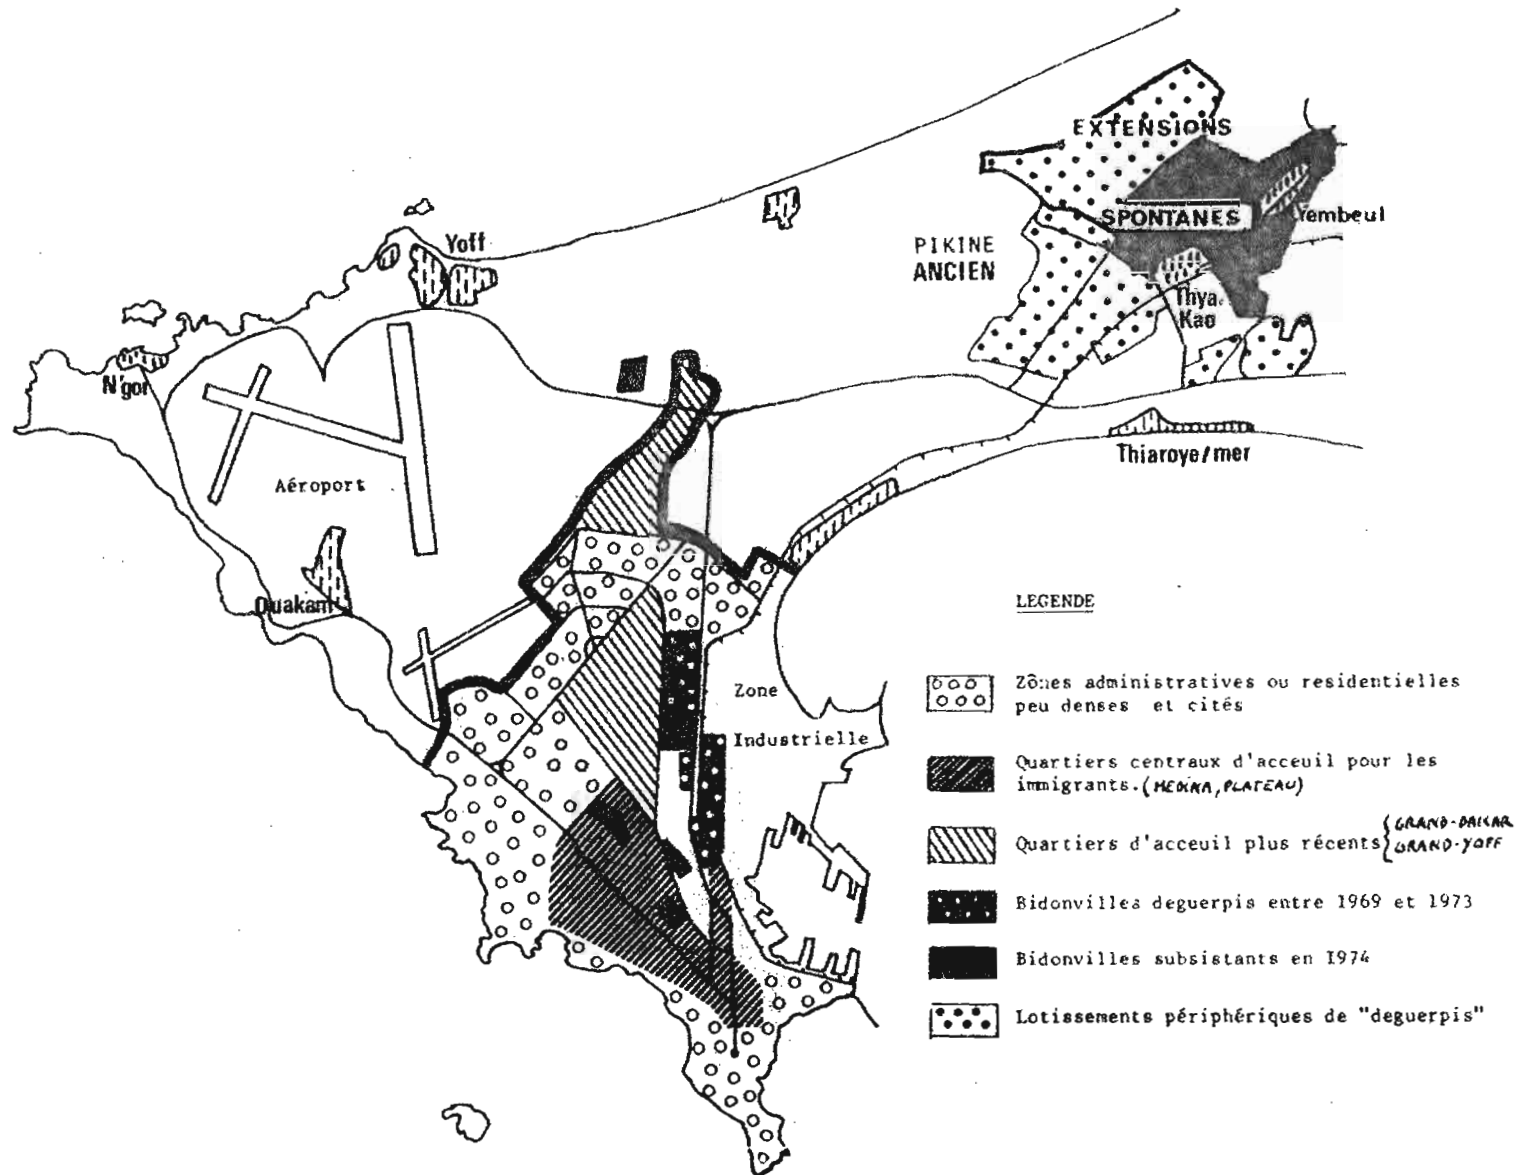 EXTENSIONS
SPONTANES
Yembeul
PIKINE
ANCIEN
Thya.
Kao
Yoff
N'gor
Aéroport
Thiaroye/mer
Ouakam
Zone
Industrielle
LEGENDE
Zônes administratives ou residentielles
peu denses et cités
Quartiers centraux d'acceuil pour les
immigrants. (MEDINA, PLATEAU)
Quartiers d'acceuil plus récents { GRAND-DAKAR
GRAND-YOFF
Bidonvilles deguerpis entre 1969 et 1973
Bidonvilles subsistants en 1974
Lotissements périphériques de "deguerpis"